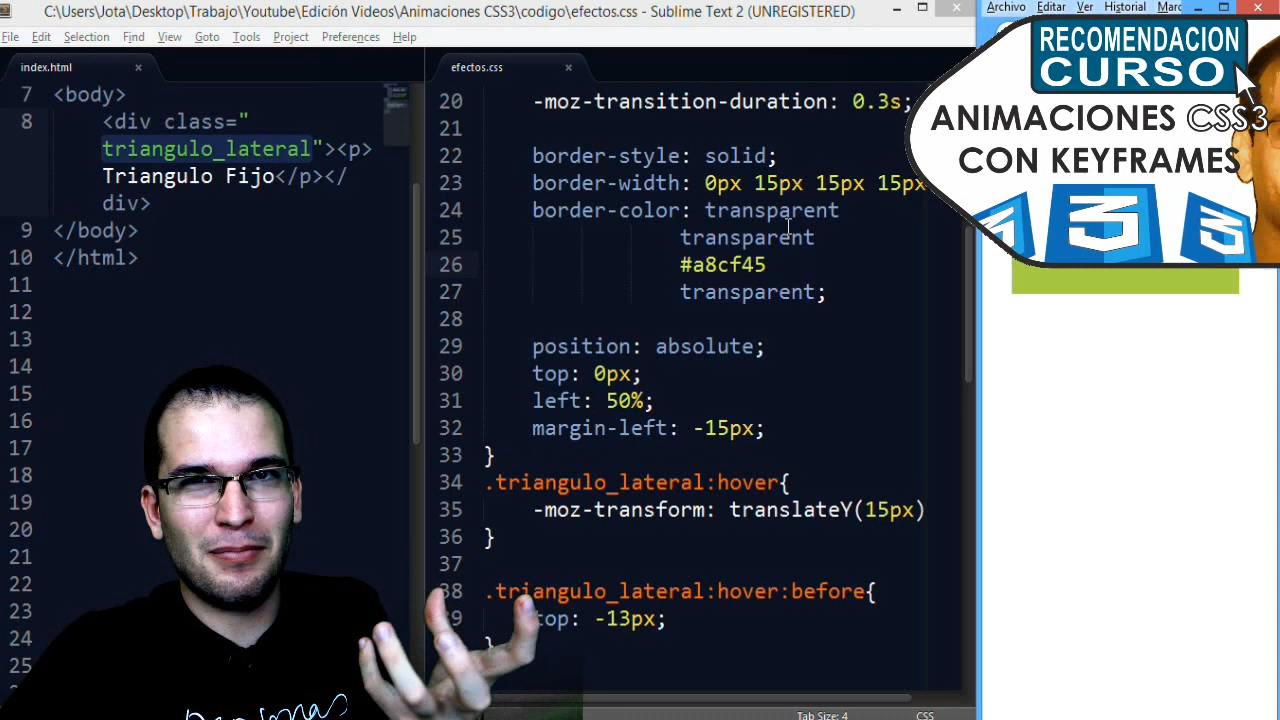 C:\Users\Jota\Desktop\Trabajo\Youtube\Edición Videos\Animaciones CSS3\codigo\efectos.css - Sublime Text 2 (UNREGISTERED)
File Edit Selection Find View Goto Tools Project Preferences Help
index.html
7 <body>
8 <div class="
triangulo_lateral"><p>
Triangulo Fijo</p></
div>
9 </body>
10 </html>
11
12
13
14
15
16
17
18
19
20
21
22
23
24
25
efectos.css
20 -moz-transition-duration: 0.3s;
21
22 border-style: solid;
23 border-width: 0px 15px 15px 15px
24 border-color: transparent
25 transparent
26 #a8cf45
27 transparent;
28
29 position: absolute;
30 top: 0px;
31 left: 50%;
32 margin-left: -15px;
33 }
34 .triangulo_lateral:hover{
35 -moz-transform: translateY(15px)
36 }
37
38 .triangulo_lateral:hover:before{
39 top: -13px;
}
Tab Size: 4 CSS
Archivo Editar Ver Historial Marc
RECOMENDACION
CURSO
ANIMACIONES CSS3
CON KEYFRAMES
3